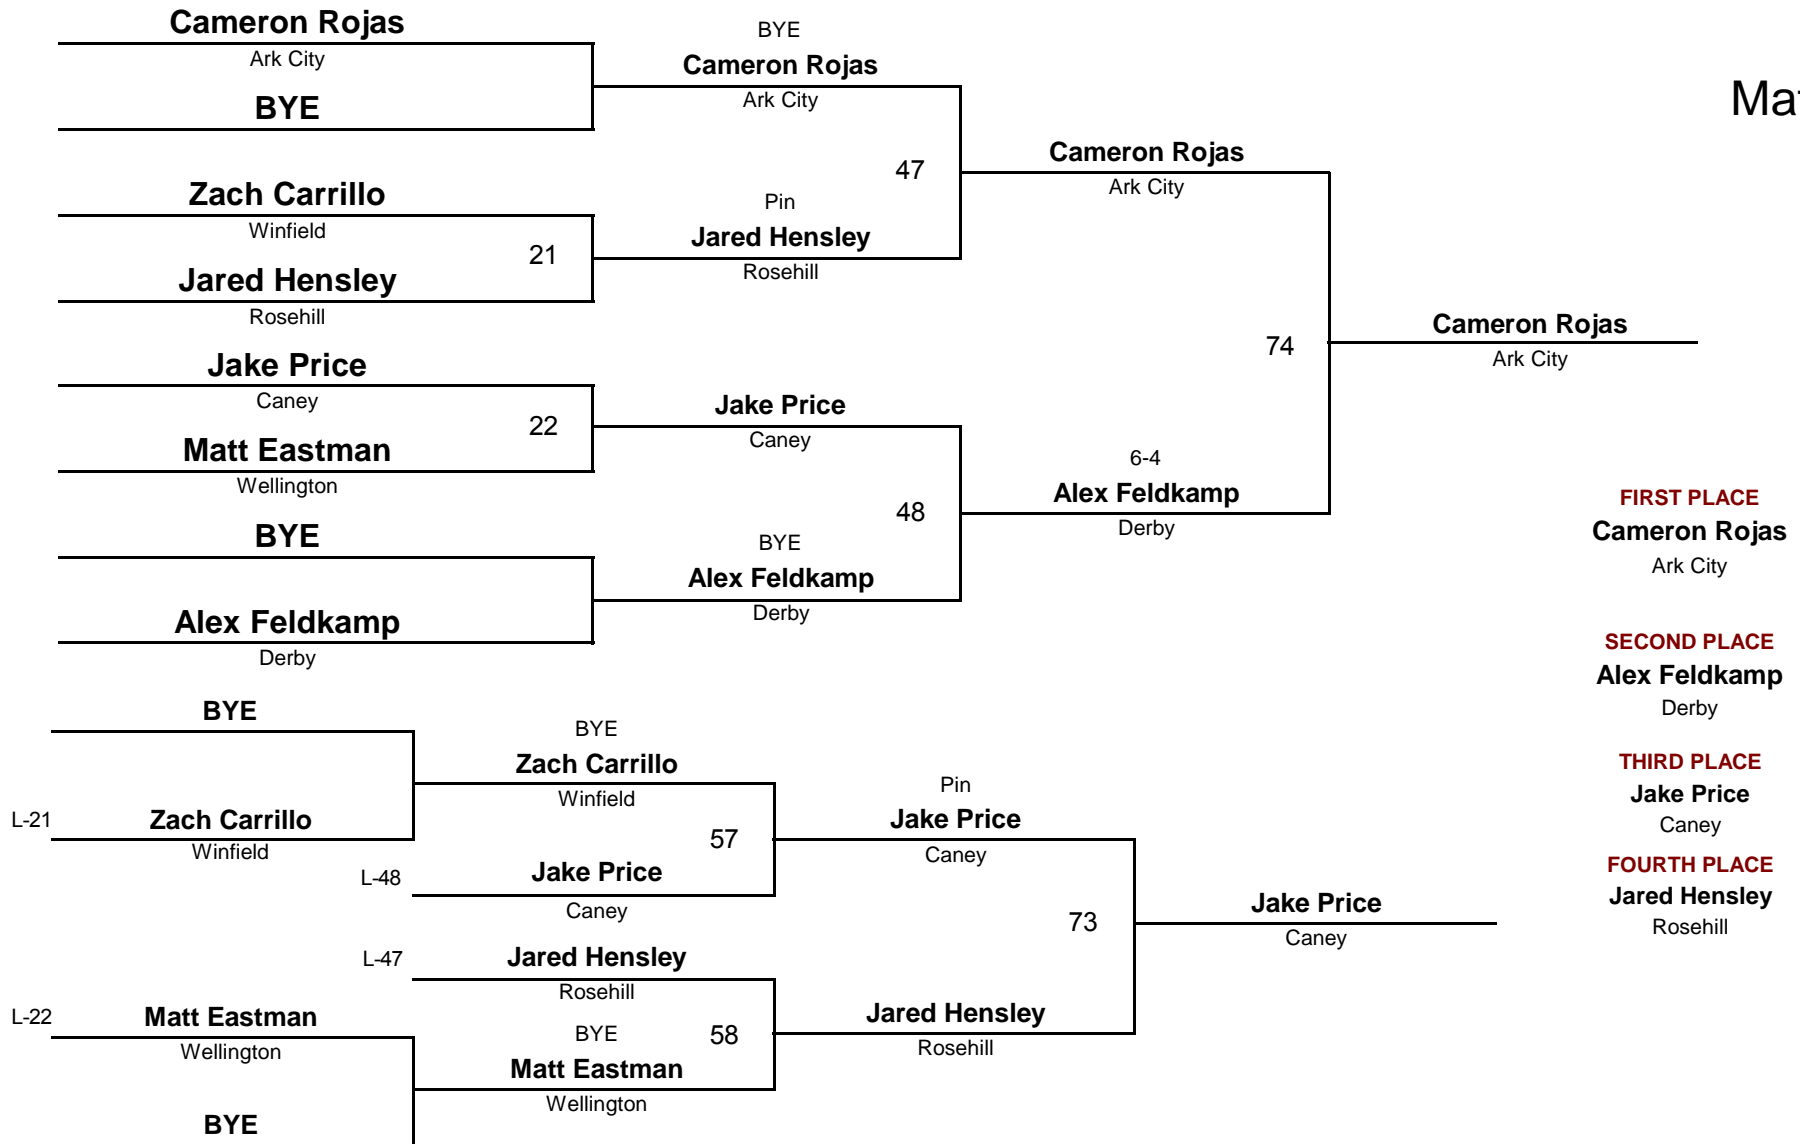 Cameron Rojas
Ark City
BYE
Zach Carrillo
Winfield
21
Jared Hensley
Rosehill
Jake Price
Caney
22
Matt Eastman
Wellington
BYE
Alex Feldkamp
Derby
BYE
Cameron Rojas
Ark City
47
Pin
Jared Hensley
Rosehill
Jake Price
Caney
48
BYE
Alex Feldkamp
Derby
Cameron Rojas
Ark City
74
6-4
Alex Feldkamp
Derby
Cameron Rojas
Ark City
BYE
L-21
Zach Carrillo
Winfield
L-22
Matt Eastman
Wellington
BYE
BYE
Zach Carrillo
Winfield
57
L-48
Jake Price
Caney
L-47
Jared Hensley
Rosehill
BYE
58
Matt Eastman
Wellington
Pin
Jake Price
Caney
73
Jared Hensley
Rosehill
Jake Price
Caney
FIRST PLACE
Cameron Rojas
Ark City
SECOND PLACE
Alex Feldkamp
Derby
THIRD PLACE
Jake Price
Caney
FOURTH PLACE
Jared Hensley
Rosehill